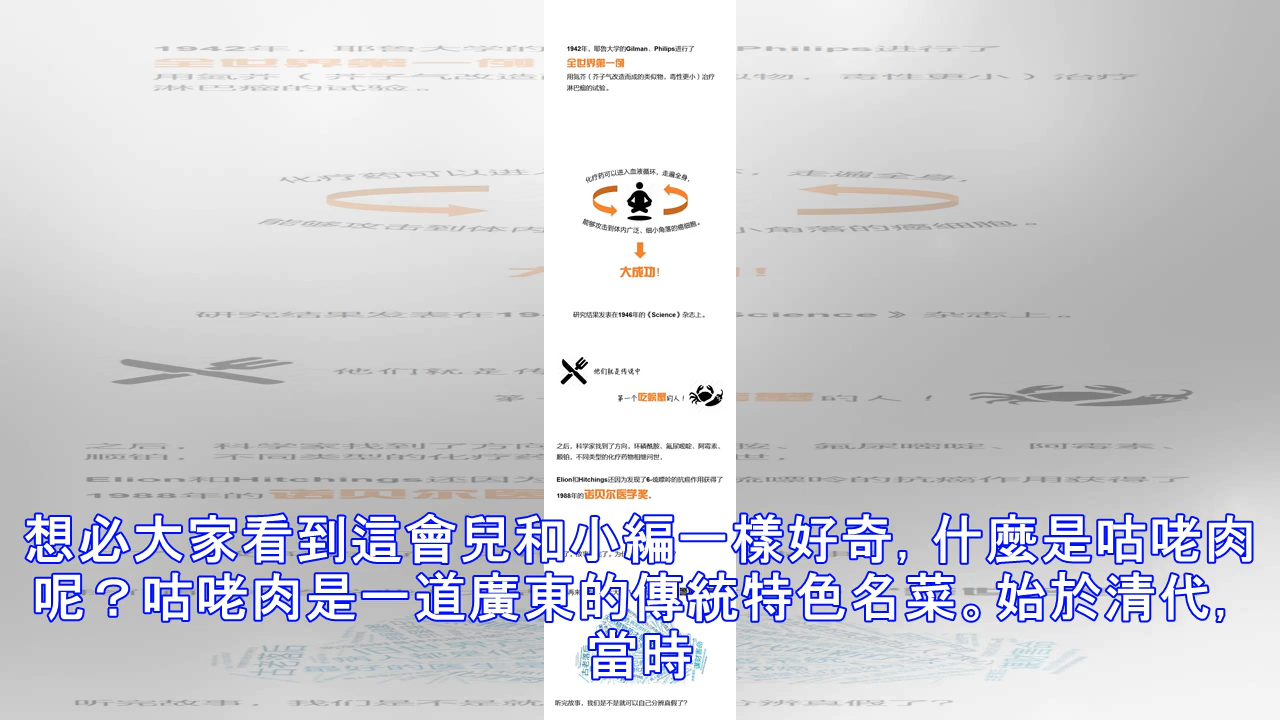 1942年，耶鲁大学的Gilman、Philips进行了
全世界第一例
用氮芥（芥子气改造而成的类似物，毒性更小）治疗
淋巴瘤的试验。
化疗药可以进入血液循环，走遍全身，
能够攻击到体内广泛、细小角落的癌细胞。
大成功！
研究结果发表在1946年的《Science》杂志上。
他们就是传说中
第一个吃螃蟹的人！
之后，科学家找到了方向，环磷酰胺、氟尿嘧啶、阿霉素、
顺铂，不同类型的化疗药物相继问世，
Elion和Hitchings还因为发现了6-巯嘌呤的抗癌作用获得了
1988年的诺贝尔医学奖。
想必大家看到這會兒和小編一樣好奇，什麼是咕咾肉
呢？咕咾肉是一道廣東的傳統特色名菜。始於清代，
當時
听完故事，我们是不是就可以自己分辨真假了？